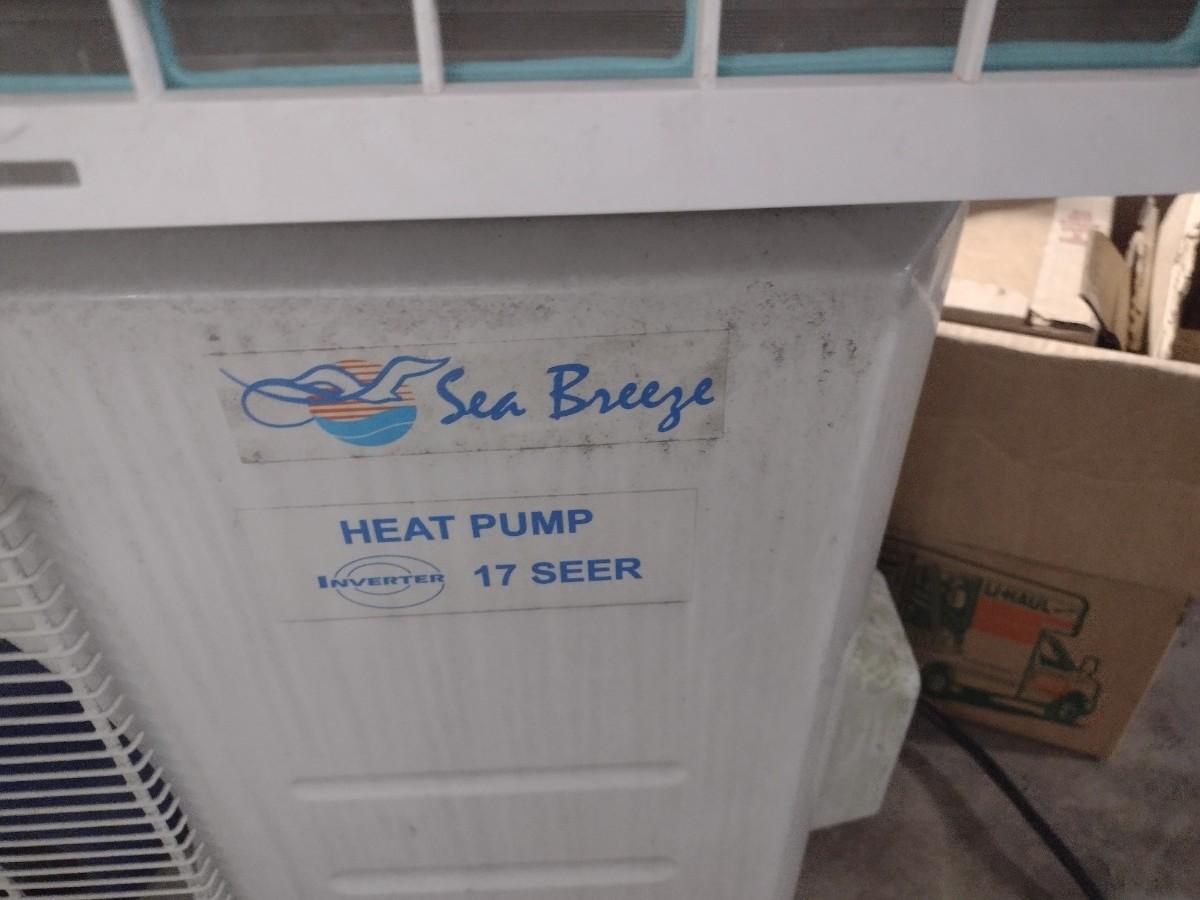 Sea Breeze
HEAT PUMP
INVERTER 17 SEER
U-HAUL